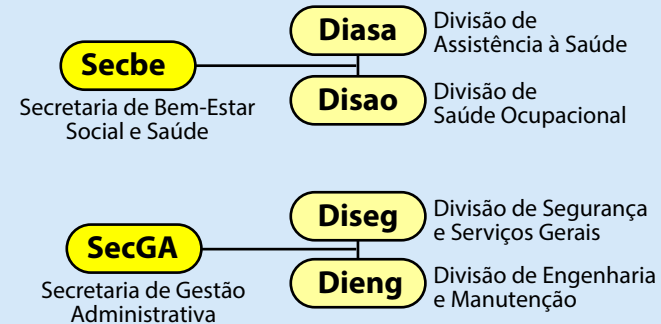 Secbe
Secretaria de Bem-Estar
Social e Saúde
Diasa
Divisão de
Assistência à Saúde
Disao
Divisão de
Saúde Ocupacional
SecGA
Secretaria de Gestão
Administrativa
Diseg
Divisão de Segurança
e Serviços Gerais
Dieng
Divisão de Engenharia
e Manutenção